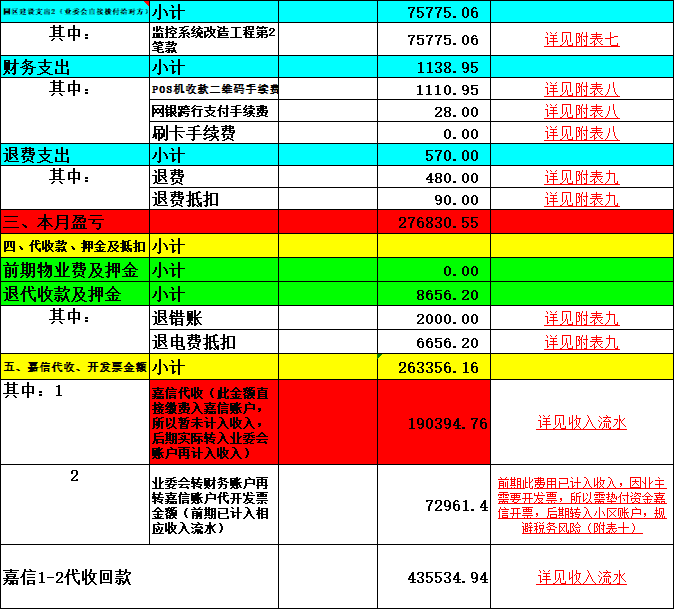 园区建设支出2（业委会直接拨付给对方） 小计 75775.06
其中： 监控系统改造工程第2 75775.06 详见附表七
笔款
财务支出 小计 1138.95
其中： POS机收款二维码手续费 1110.95 详见附表八
网银跨行支付手续费 28.00 详见附表八
刷卡手续费 0.00 详见附表八
退费支出 小计 570.00
其中： 退费 480.00 详见附表九
退费抵扣 90.00 详见附表九
三、本月盈亏 276830.55
四、代收款、押金及抵扣 小计
前期物业费及押金 小计 0.00
退代收款及押金 小计 8656.20
其中： 退错账 2000.00 详见附表九
退电费抵扣 6656.20 详见附表九
五、嘉信代收、开发票金额 小计 263356.16
其中：1 嘉信代收（此金额直
接缴费入嘉信账户，
所以暂未计入收入， 190394.76 详见收入流水
后期实际转入业委会
账户再计入收入）
2 业委会转财务账户再 前期此费用已计入收入，因业主
转嘉信账户代开发票 需要开发票，所以需垫付资金嘉
金额（前期已计入相 72961.4 信开票，后期转入小区账户，规
应收入流水） 避税务风险（附表十）
嘉信1-2代收回款 435534.94 详见收入流水